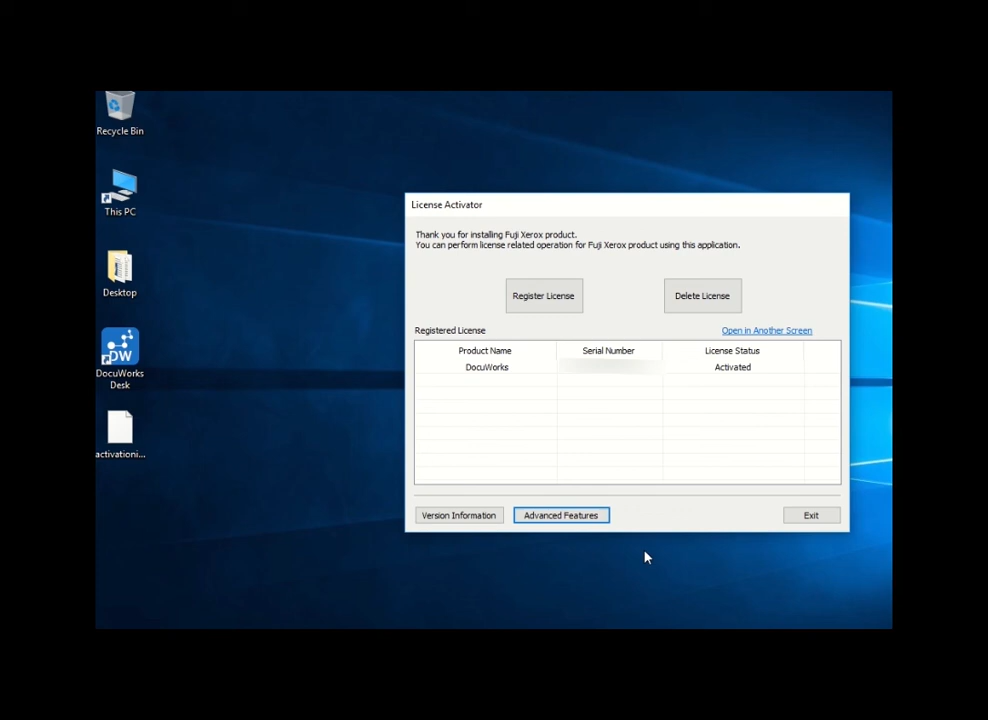 Recycle Bin
This PC
Desktop
DW
DocuWorks
Desk
activationi...
License Activator
Thank you for installing Fuji Xerox product.
You can perform license related operation for Fuji Xerox product using this application.
Register License
Delete License
Registered License
Open in Another Screen
Product Name
Serial Number
License Status
DocuWorks
Activated
Version Information
Advanced Features
Exit